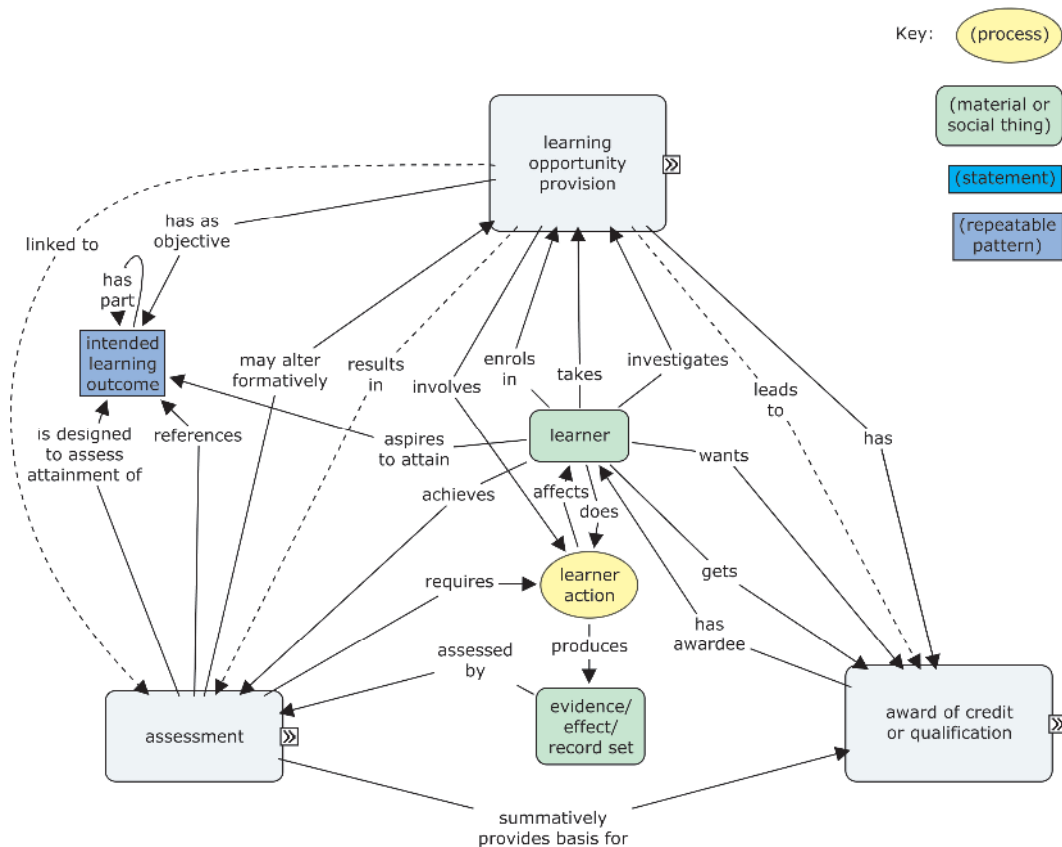 Key:
(process)
(material or
social thing)
(statement)
(repeatable
pattern)
learning
opportunity
provision
has as
objective
linked to
has
part
intended
learning
outcome
may alter
formatively
results
in
enrols
in
takes
investigates
involves
leads
to
has
is designed
to assess
attainment of
references
aspires
to attain
learner
wants
achieves
affects
does
requires
learner
action
gets
has
awardee
produces
assessed
by
assessment
evidence/
effect/
record set
award of credit
or qualification
summatively
provides basis for